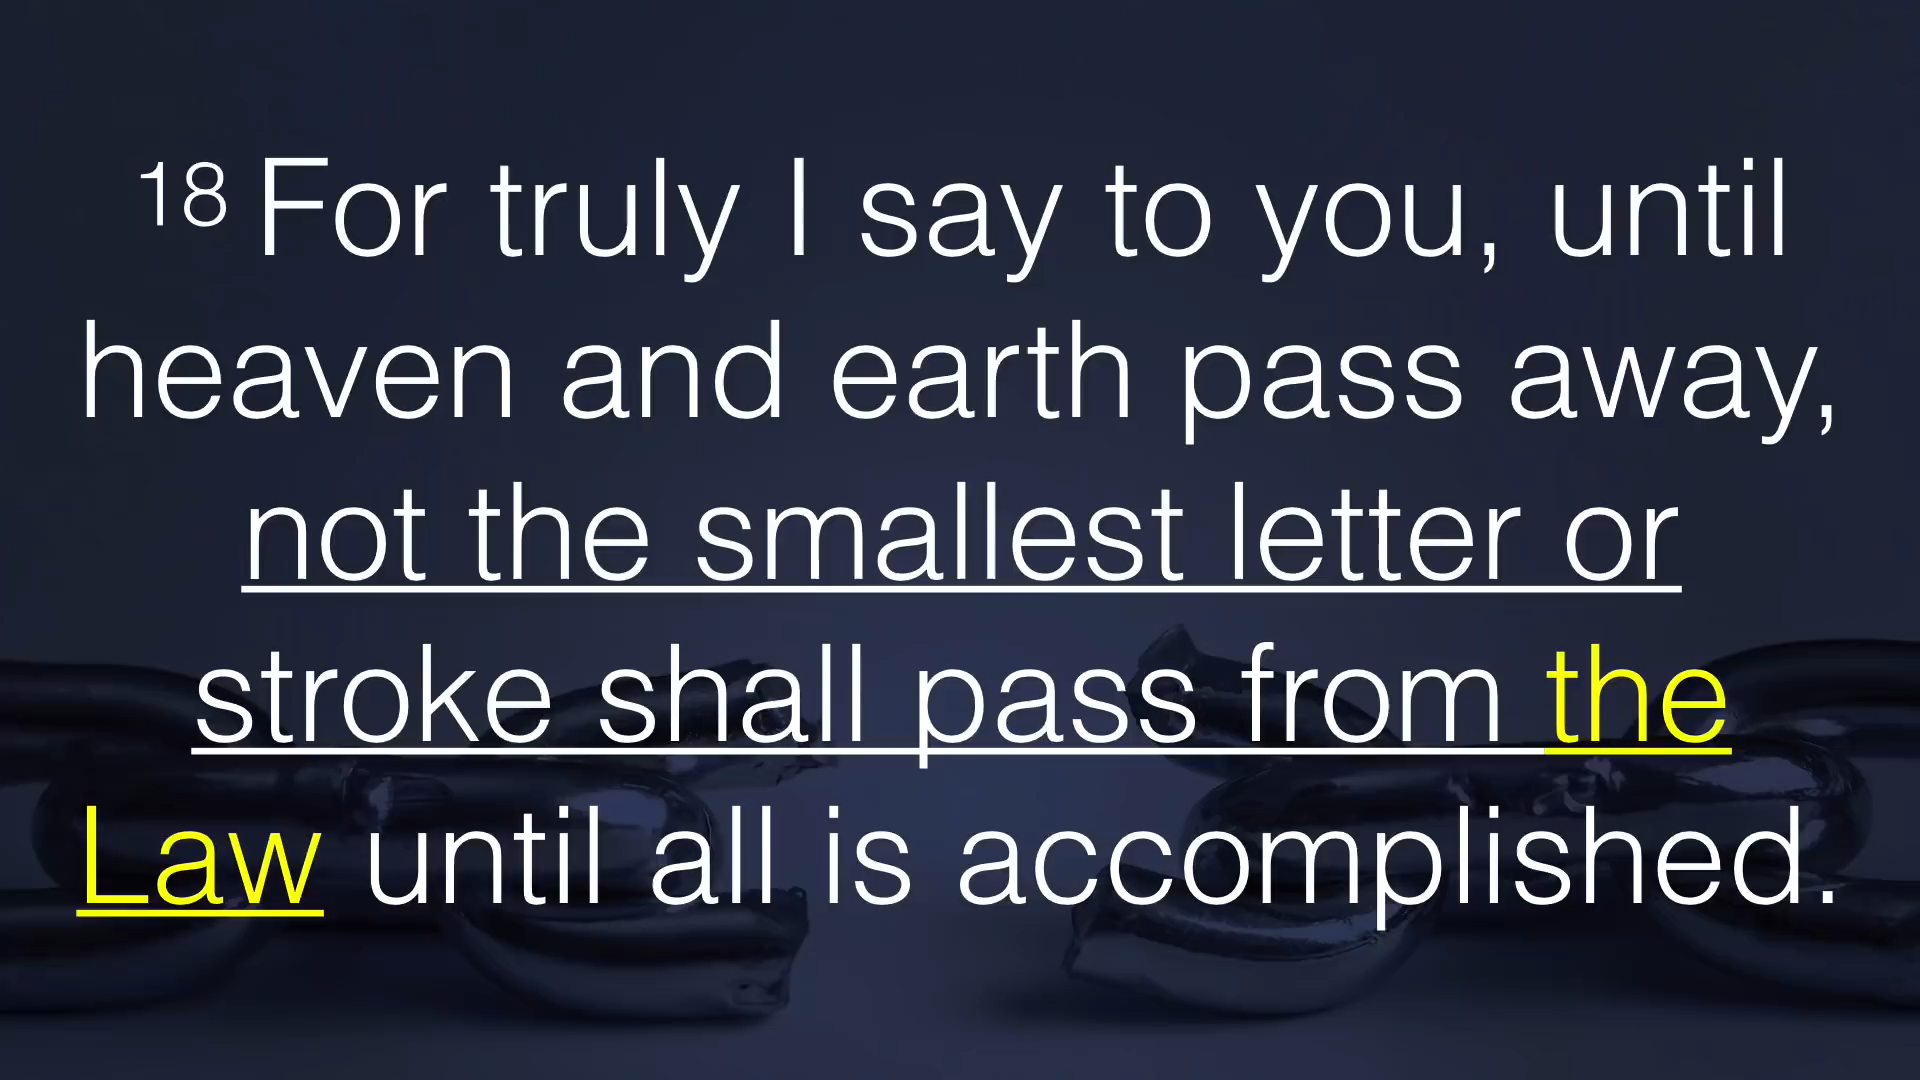 18 For truly I say to you, until
heaven and earth pass away,
not the smallest letter or
stroke shall pass from the
Law until all is accomplished.